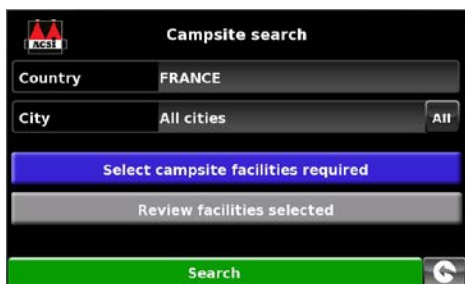 ACSI
Campsite search
Country FRANCE
City All cities All
Select campsite facilities required
Review facilities selected
Search